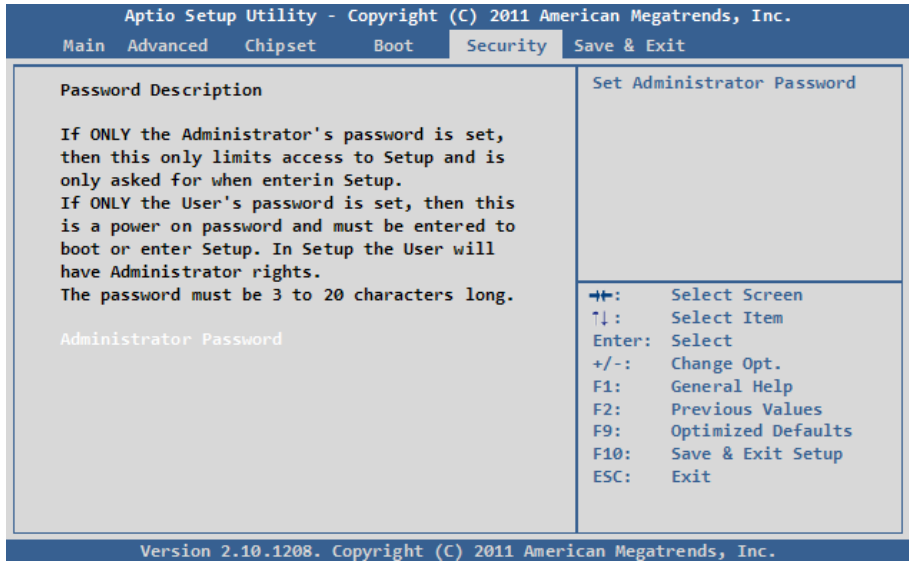 Aptio Setup Utility - Copyright (C) 2011 American Megatrends, Inc.
Main Advanced Chipset Boot Security Save & Exit
Password Description
If ONLY the Administrator's password is set,
then this only limits access to Setup and is
only asked for when enterin Setup.
If ONLY the User's password is set, then this
is a power on password and must be entered to
boot or enter Setup. In Setup the User will
have Administrator rights.
The password must be 3 to 20 characters long.
Administrator Password
Set Administrator Password
→←: Select Screen
↑↓: Select Item
Enter: Select
+/-: Change Opt.
F1: General Help
F2: Previous Values
F9: Optimized Defaults
F10: Save & Exit Setup
ESC: Exit
Version 2.10.1208. Copyright (C) 2011 American Megatrends, Inc.